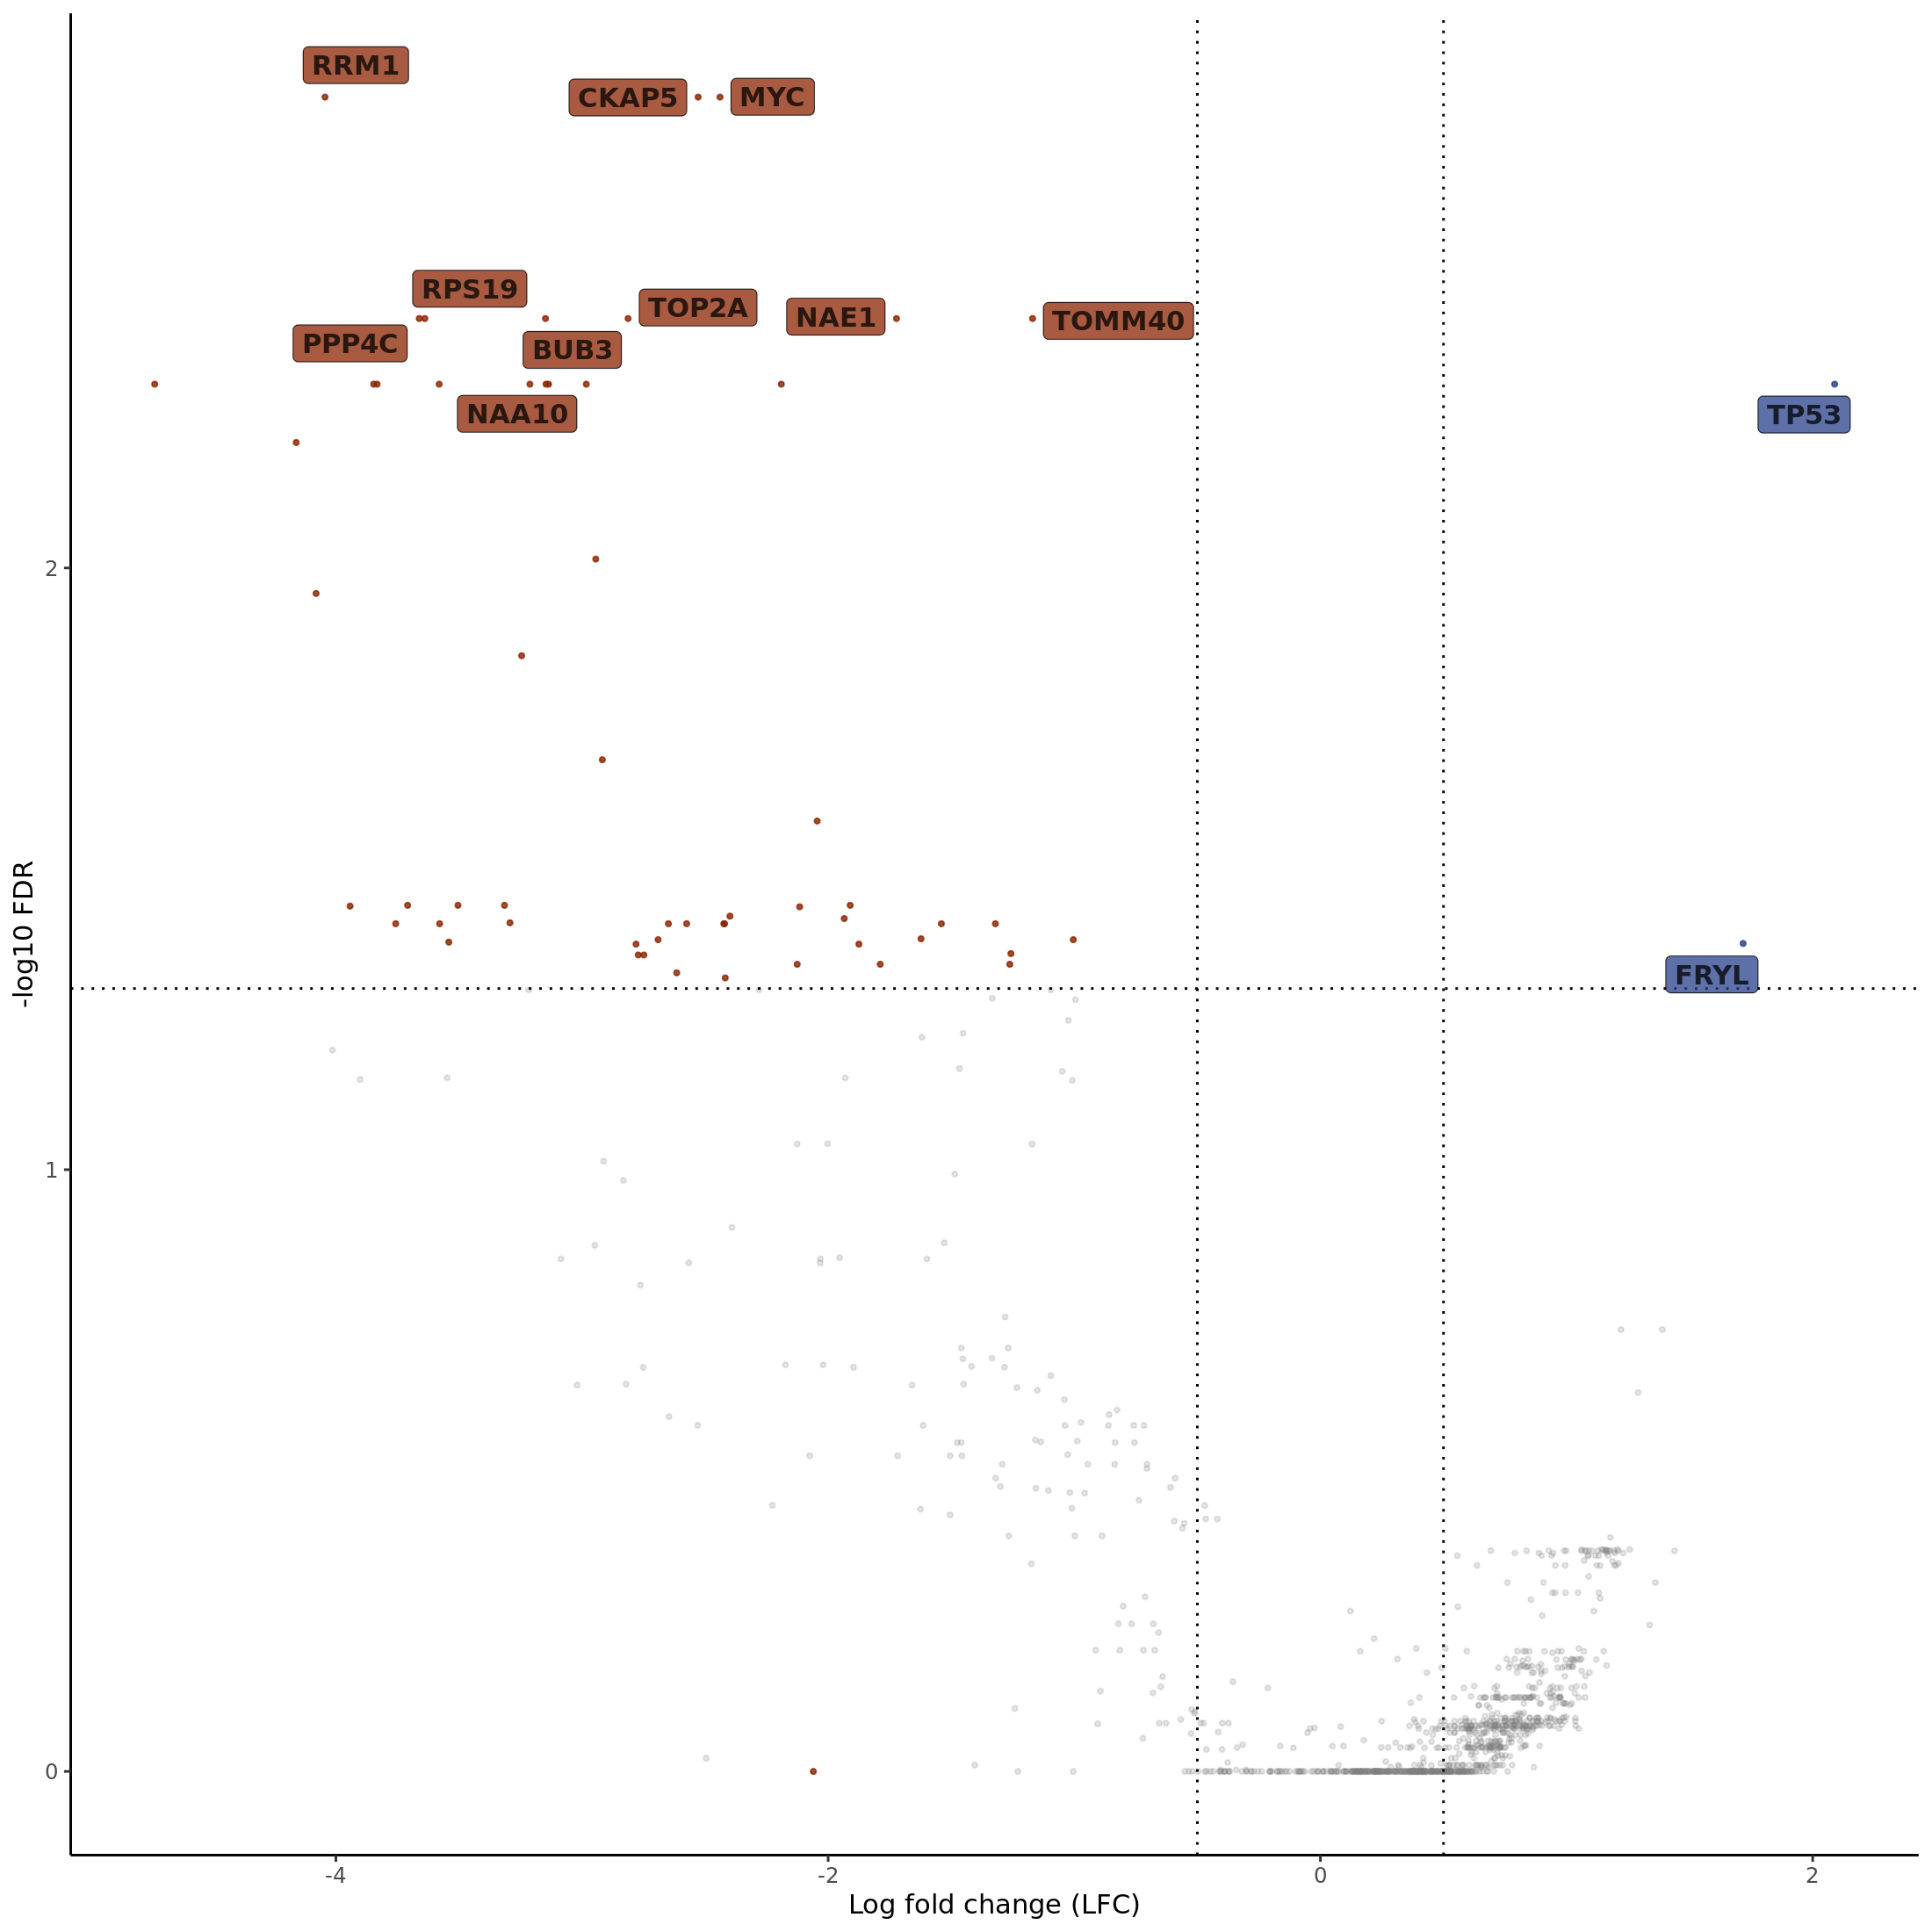 RRM1
CKAP5
MYC
RPS19
TOP2A
NAE1
TOMM40
PPP4C
BUB3
NAA10
TP53
FRYL
2
1
0
-log10 FDR
-4
-2
0
2
Log fold change (LFC)